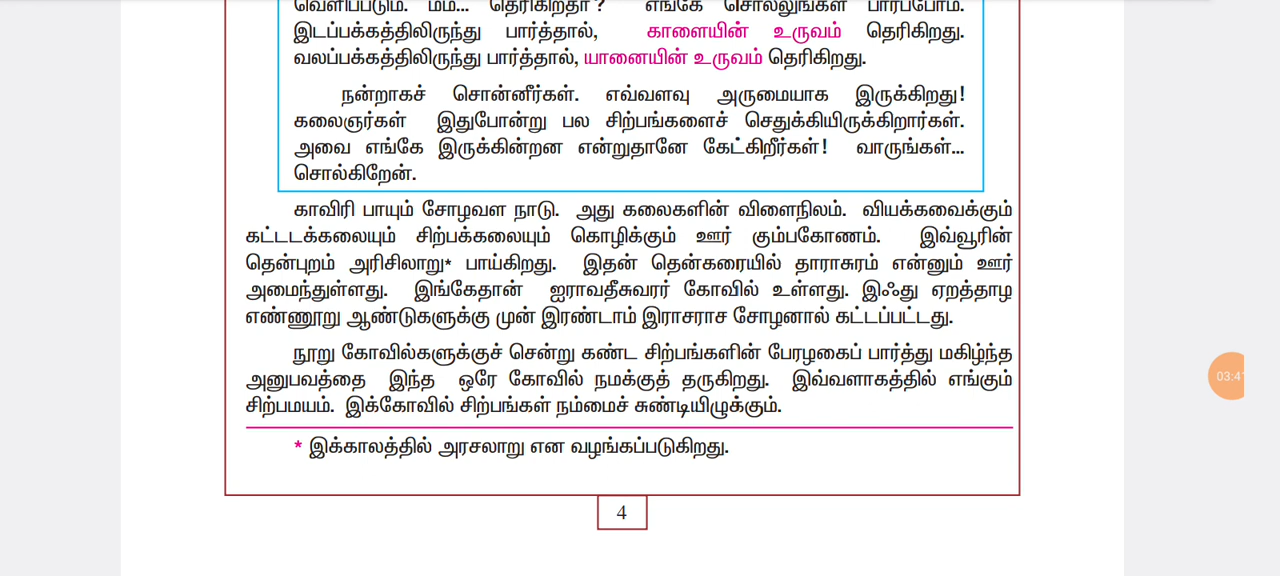 வெளிப்படும். ம்ம்... தெரிகிறதா? எங்கே சொல்லுங்கள் பார்ப்போம்.
இடப்பக்கத்திலிருந்து பார்த்தால், காளையின் உருவம் தெரிகிறது.
வலப்பக்கத்திலிருந்து பார்த்தால், யானையின் உருவம் தெரிகிறது.
நன்றாகச் சொன்னீர்கள். எவ்வளவு அருமையாக இருக்கிறது!
கலைஞர்கள் இதுபோன்று பல சிற்பங்களைச் செதுக்கியிருக்கிறார்கள்.
அவை எங்கே இருக்கின்றன என்றுதானே கேட்கிறீர்கள்! வாருங்கள்...
சொல்கிறேன்.
காவிரி பாயும் சோழவள நாடு. அது கலைகளின் விளைநிலம். வியக்கவைக்கும்
கட்டடக்கலையும் சிற்பக்கலையும் கொழிக்கும் ஊர் கும்பகோணம். இவ்வூரின்
தென்புறம் அரிசிலாறு* பாய்கிறது. இதன் தென்கரையில் தாராசுரம் என்னும் ஊர்
அமைந்துள்ளது. இங்கேதான் ஐராவதீசுவரர் கோவில் உள்ளது. இஃது ஏறத்தாழ
எண்ணூறு ஆண்டுகளுக்கு முன் இரண்டாம் இராசராச சோழனால் கட்டப்பட்டது.
நூறு கோவில்களுக்குச் சென்று கண்ட சிற்பங்களின் பேரழகைப் பார்த்து மகிழ்ந்த
அனுபவத்தை இந்த ஒரே கோவில் நமக்குத் தருகிறது. இவ்வளாகத்தில் எங்கும்
சிற்பமயம். இக்கோவில் சிற்பங்கள் நம்மைச் சுண்டியிழுக்கும்.
* இக்காலத்தில் அரசலாறு என வழங்கப்படுகிறது.
4